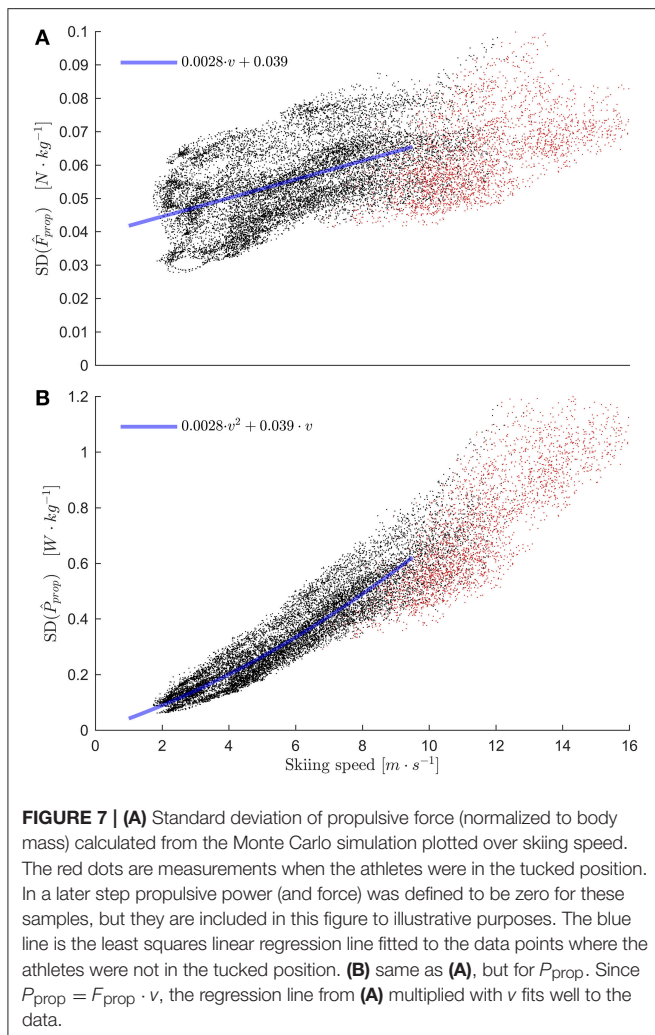 A
0.0028·v + 0.039
0.1
0.09
0.08
0.07
0.06
0.05
0.04
0.03
0.02
0.01
0
SD(F̂prop) [N · kg⁻¹]
B
0.0028·v² + 0.039 · v
1.2
1
0.8
0.6
0.4
0.2
0
SD(P̂prop) [W · kg⁻¹]
0 2 4 6 8 10 12 14 16
Skiing speed [m · s⁻¹]
FIGURE 7 | (A) Standard deviation of propulsive force (normalized to body
mass) calculated from the Monte Carlo simulation plotted over skiing speed.
The red dots are measurements when the athletes were in the tucked position.
In a later step propulsive power (and force) was defined to be zero for these
samples, but they are included in this figure to illustrative purposes. The blue
line is the least squares linear regression line fitted to the data points where the
athletes were not in the tucked position. (B) same as (A), but for Pprop. Since
Pprop = Fprop · v, the regression line from (A) multiplied with v fits well to the
data.